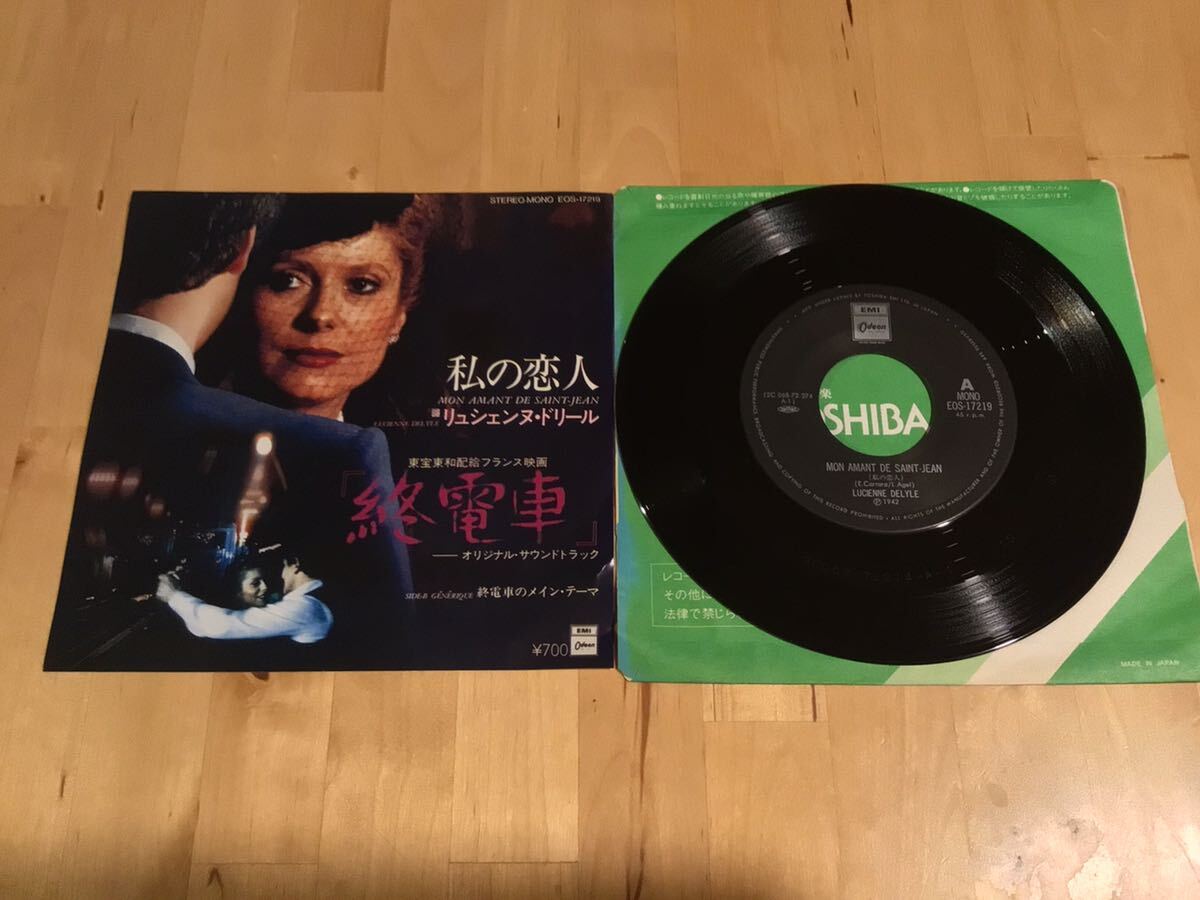 STEREO·MONO EOS-17219
私の恋人
MON AMANT DE SAINT-JEAN
唄 リュシェンヌ・ドリール
LUCIENNE DELYLE
東宝東和配給フランス映画
『終電車』
オリジナル・サウンドトラック
SIDE-B GÉNÉRIQUE 終電車のメイン・テーマ
¥700
EMI
Odeon
EMI
Odeon
A
MONO
EOS-17219
45 r.p.m.
SHIBA
MON AMANT DE SAINT-JEAN
(私の恋人)
(E.Carrara/L.Agel)
LUCIENNE DELYLE
Ⓟ1942
レコー
その他に
法律で禁じら
MADE IN JAPAN